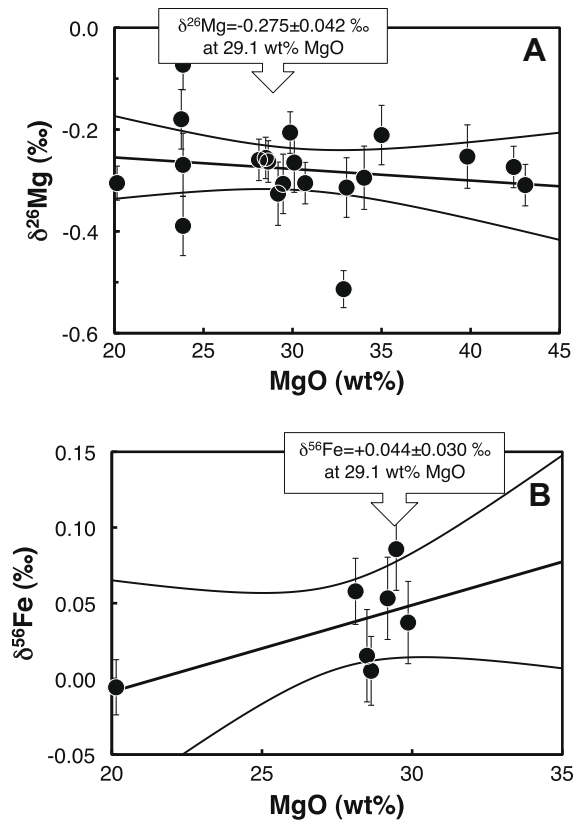 0.0
δ26Mg=-0.275±0.042 ‰
at 29.1 wt% MgO
A
-0.2
δ26Mg (‰)
-0.4
-0.6
20 25 30 35 40 45
MgO (wt%)
0.15
δ56Fe=+0.044±0.030 ‰
at 29.1 wt% MgO
B
0.10
0.05
δ56Fe (‰)
0.00
-0.05
20 25 30 35
MgO (wt%)